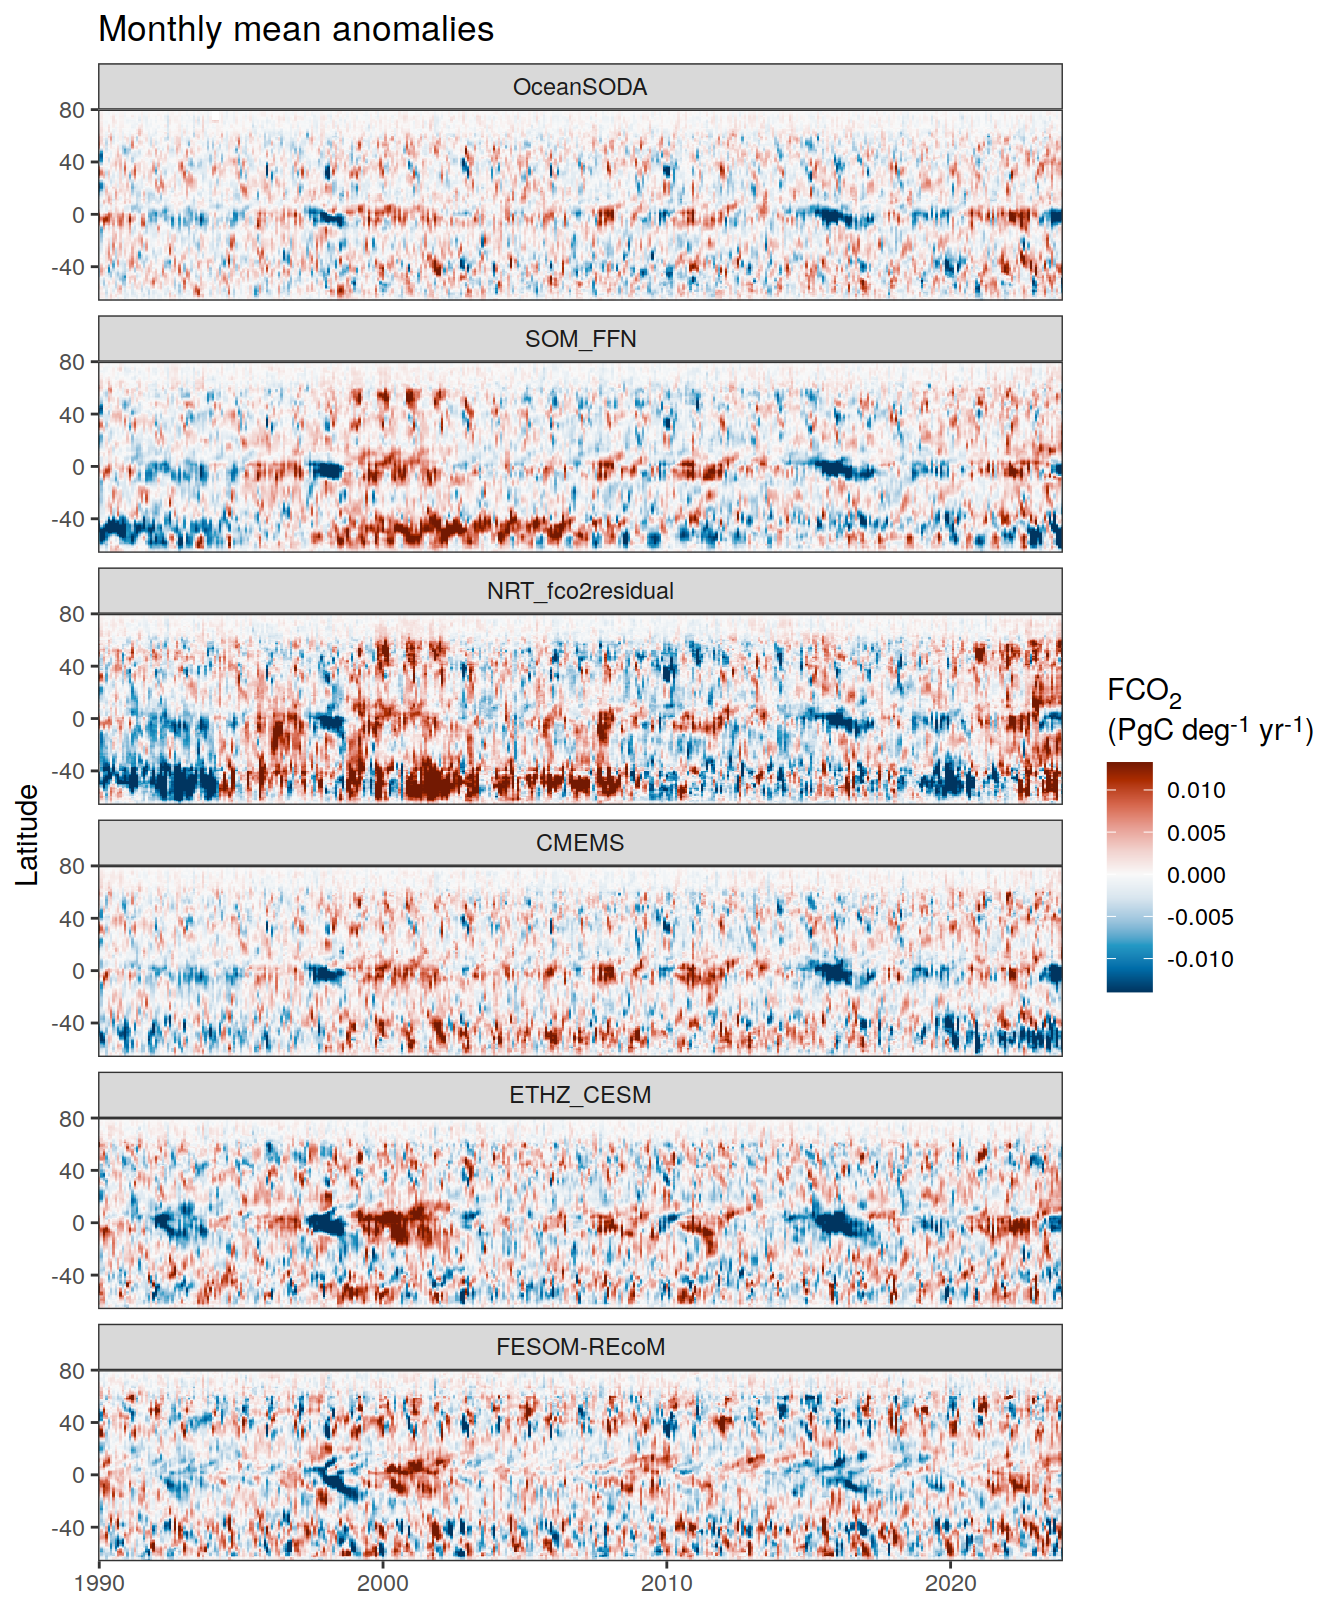 Monthly mean anomalies
OceanSODA
80
40
0
-40
SOM_FFN
80
40
0
-40
NRT_fco2residual
80
40
0
-40
CMEMS
80
40
0
-40
ETHZ_CESM
80
40
0
-40
FESOM-REcoM
80
40
0
-40
1990 2000 2010 2020
Latitude
FCO2
(PgC deg-1 yr-1)
0.010
0.005
0.000
-0.005
-0.010